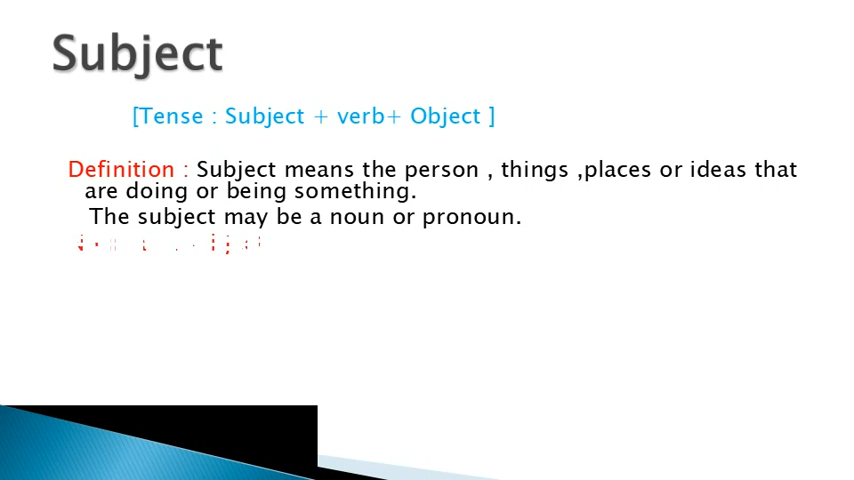 Subject
[Tense : Subject + verb+ Object ]
Definition : Subject means the person , things ,places or ideas that
are doing or being something.
The subject may be a noun or pronoun.